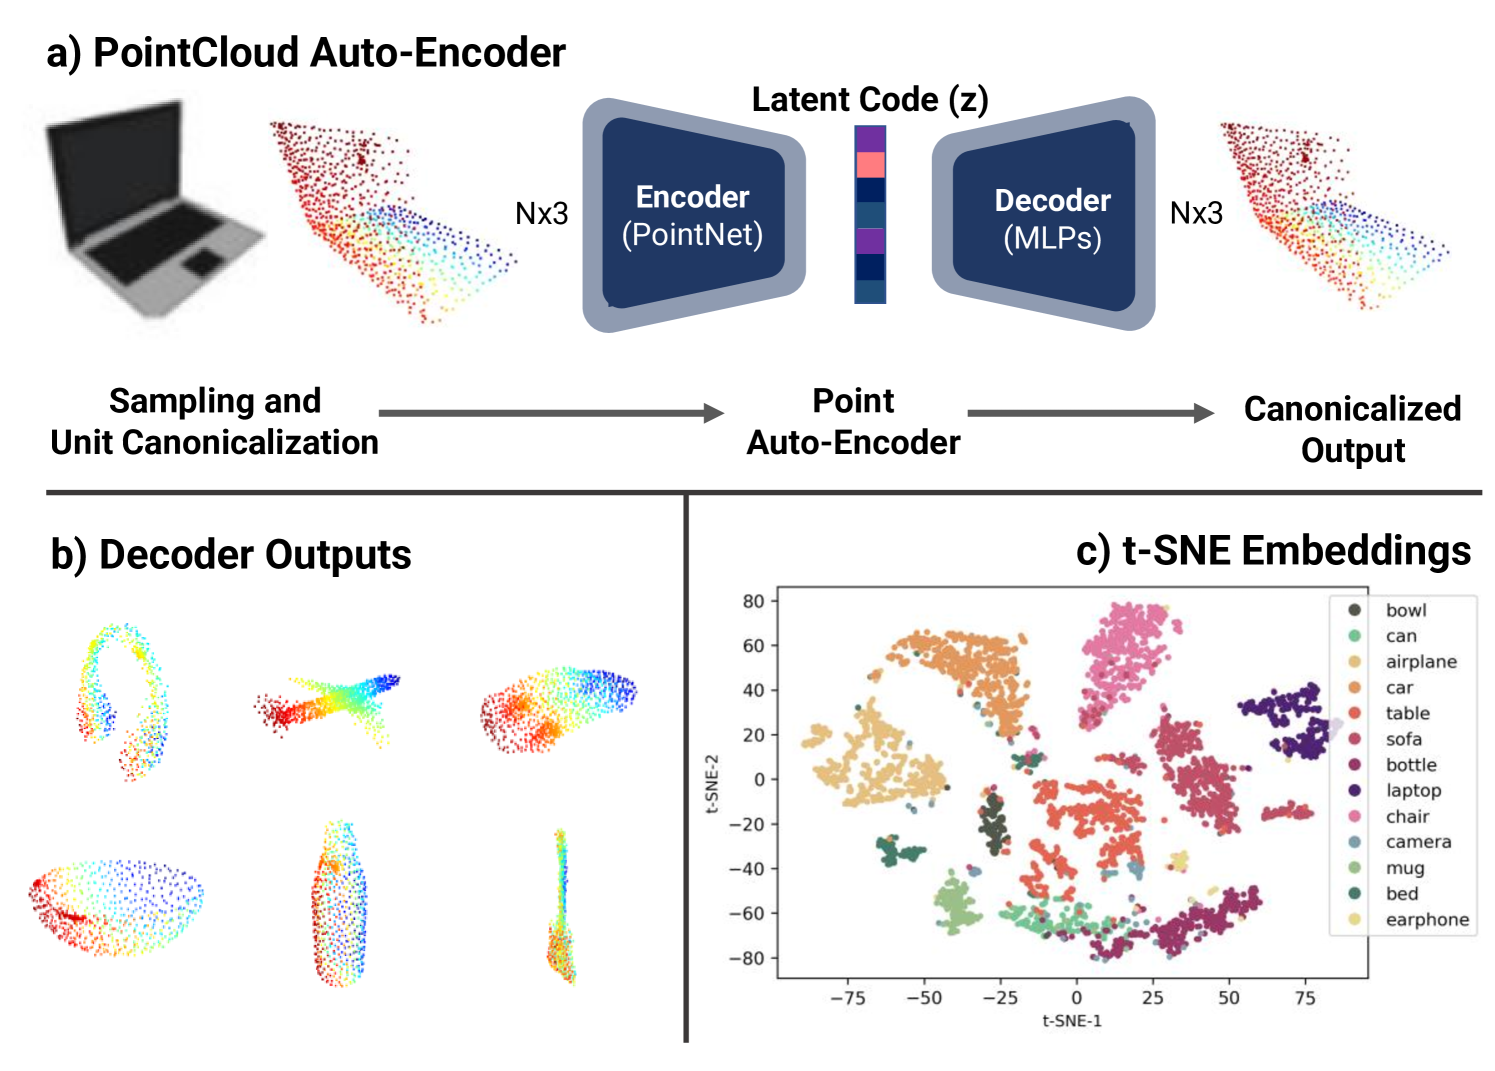 a) PointCloud Auto-Encoder
Latent Code (z)
Nx3
Encoder
(PointNet)
Decoder
(MLPs)
Nx3
Sampling and
Unit Canonicalization
Point
Auto-Encoder
Canonicalized
Output
b) Decoder Outputs
c) t-SNE Embeddings
80
60
40
20
0
−20
−40
−60
−80
t-SNE-2
−75
−50
−25
0
25
50
75
t-SNE-1
bowl
can
airplane
car
table
sofa
bottle
laptop
chair
camera
mug
bed
earphone